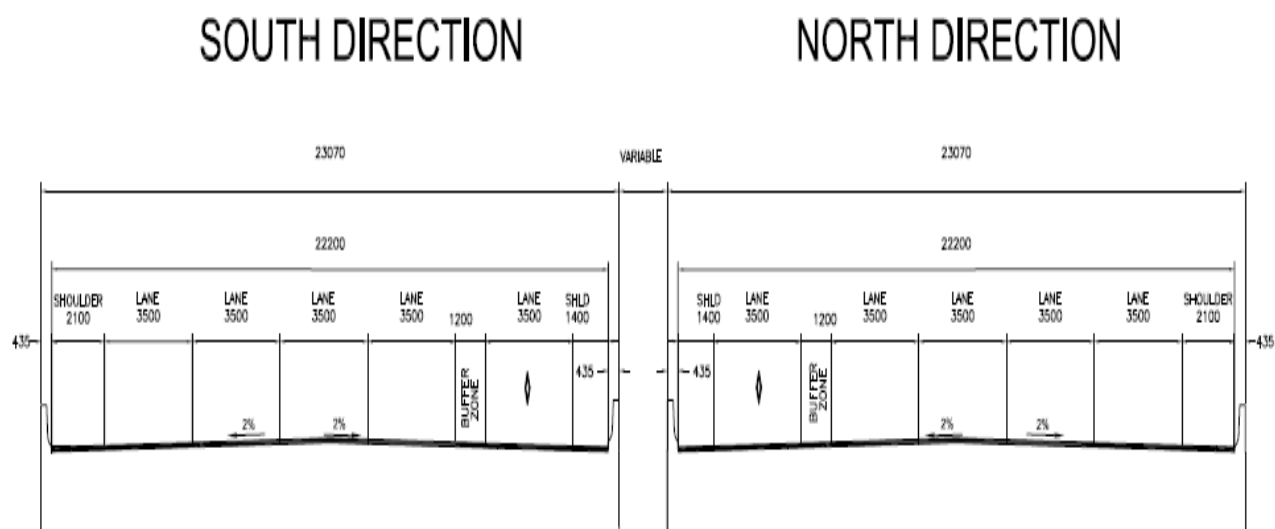 SOUTH DIRECTION
NORTH DIRECTION
23070
VARIABLE
23070
22200
22200
SHOULDER
2100
LANE
3500
LANE
3500
LANE
3500
LANE
3500
1200
LANE
3500
SHLD
1400
SHLD
1400
LANE
3500
1200
LANE
3500
LANE
3500
LANE
3500
LANE
3500
SHOULDER
2100
435
435
435
435
BUFFER
ZONE
BUFFER
ZONE
2%
2%
2%
2%